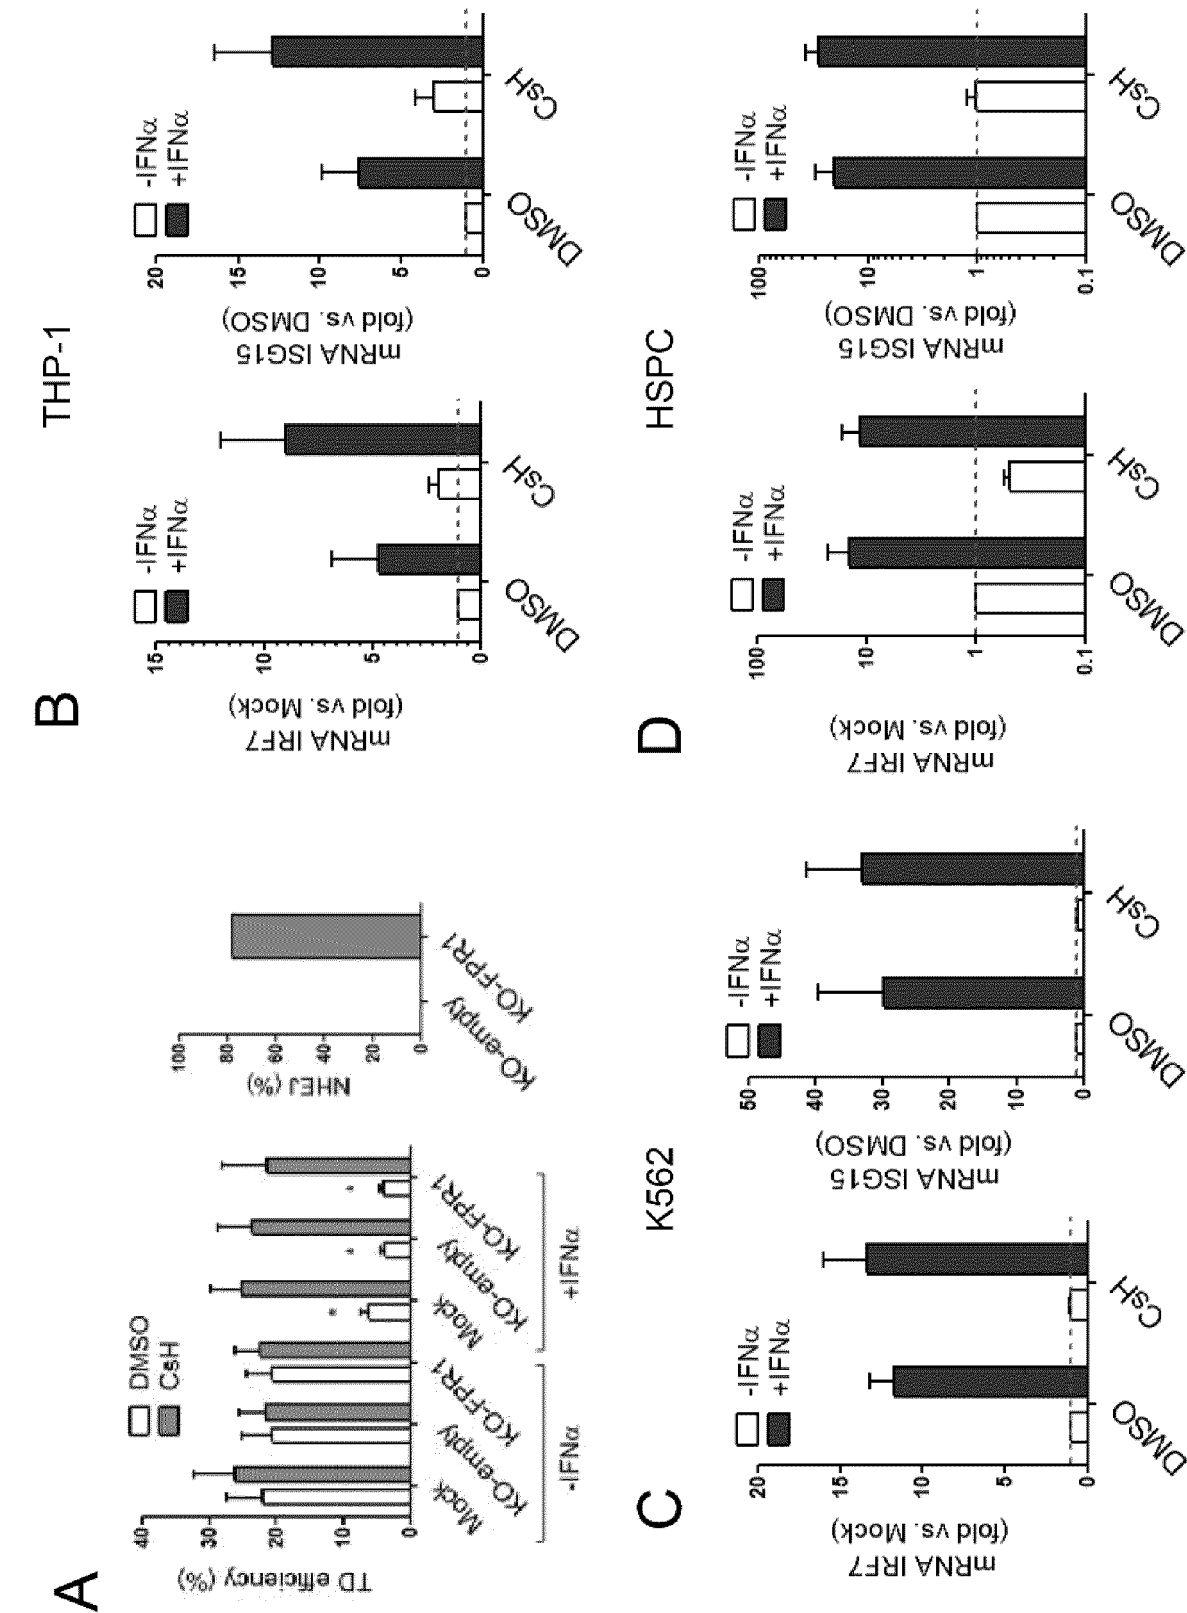 A
TD efficiency (%)
40
30
20
10
0
DMSO
CsH
Mock
KO-empty
KO-FPR1
Mock
KO-empty
KO-FPR1
-IFNα
+IFNα
*
*
*
NHEJ (%)
100
80
60
40
20
0
KO-empty
KO-FPR1
B
THP-1
mRNA IRF7
(fold vs. Mock)
15
10
5
0
-IFNα
+IFNα
DMSO
CsH
mRNA ISG15
(fold vs. DMSO)
20
15
10
5
0
-IFNα
+IFNα
DMSO
CsH
C
K562
mRNA IRF7
(fold vs. Mock)
20
15
10
5
0
-IFNα
+IFNα
DMSO
CsH
mRNA ISG15
(fold vs. DMSO)
50
40
30
20
10
0
-IFNα
+IFNα
DMSO
CsH
D
HSPC
mRNA IRF7
(fold vs. Mock)
100
10
1
0.1
-IFNα
+IFNα
DMSO
CsH
mRNA ISG15
(fold vs. DMSO)
100
10
1
0.1
-IFNα
+IFNα
DMSO
CsH